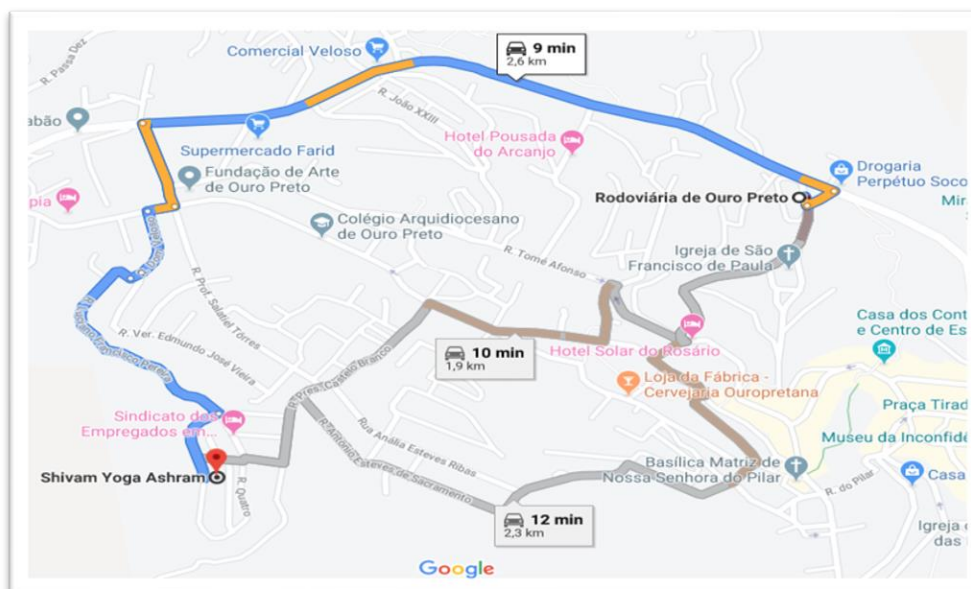 R. Passa Dez
Comercial Veloso
9 min
2,6 km
R. João XXIII
abão
Supermercado Farid
Hotel Pousada
do Arcanjo
Drogaria
Perpétuo Soco
Fundação de Arte
de Ouro Preto
pia
Rodoviária de Ouro Preto
Mir
Colégio Arquidiocesano
de Ouro Preto
R. Tomé Afonso
Igreja de São
Francisco de Paula
R. Prof. Salatiel Tôrres
Casa dos Cont
e Centro de Es
R. Ver. Edmundo José Vieira
10 min
1,9 km
Hotel Solar do Rosário
R. Pres. Castelo Branco
Loja da Fábrica -
Cervejaria Ouropretana
Praça Tirad
Sindicato dos
Empregados em...
Rua Anália Esteves Ribas
Museu da Inconfidê
R. Antônio Esteves de Sacramento
Basílica Matriz de
Nossa Senhora do Pilar
Casa
Shivam Yoga Ashram
R. Quatro
R. do Pilar
12 min
2,3 km
Igreja
das
Google